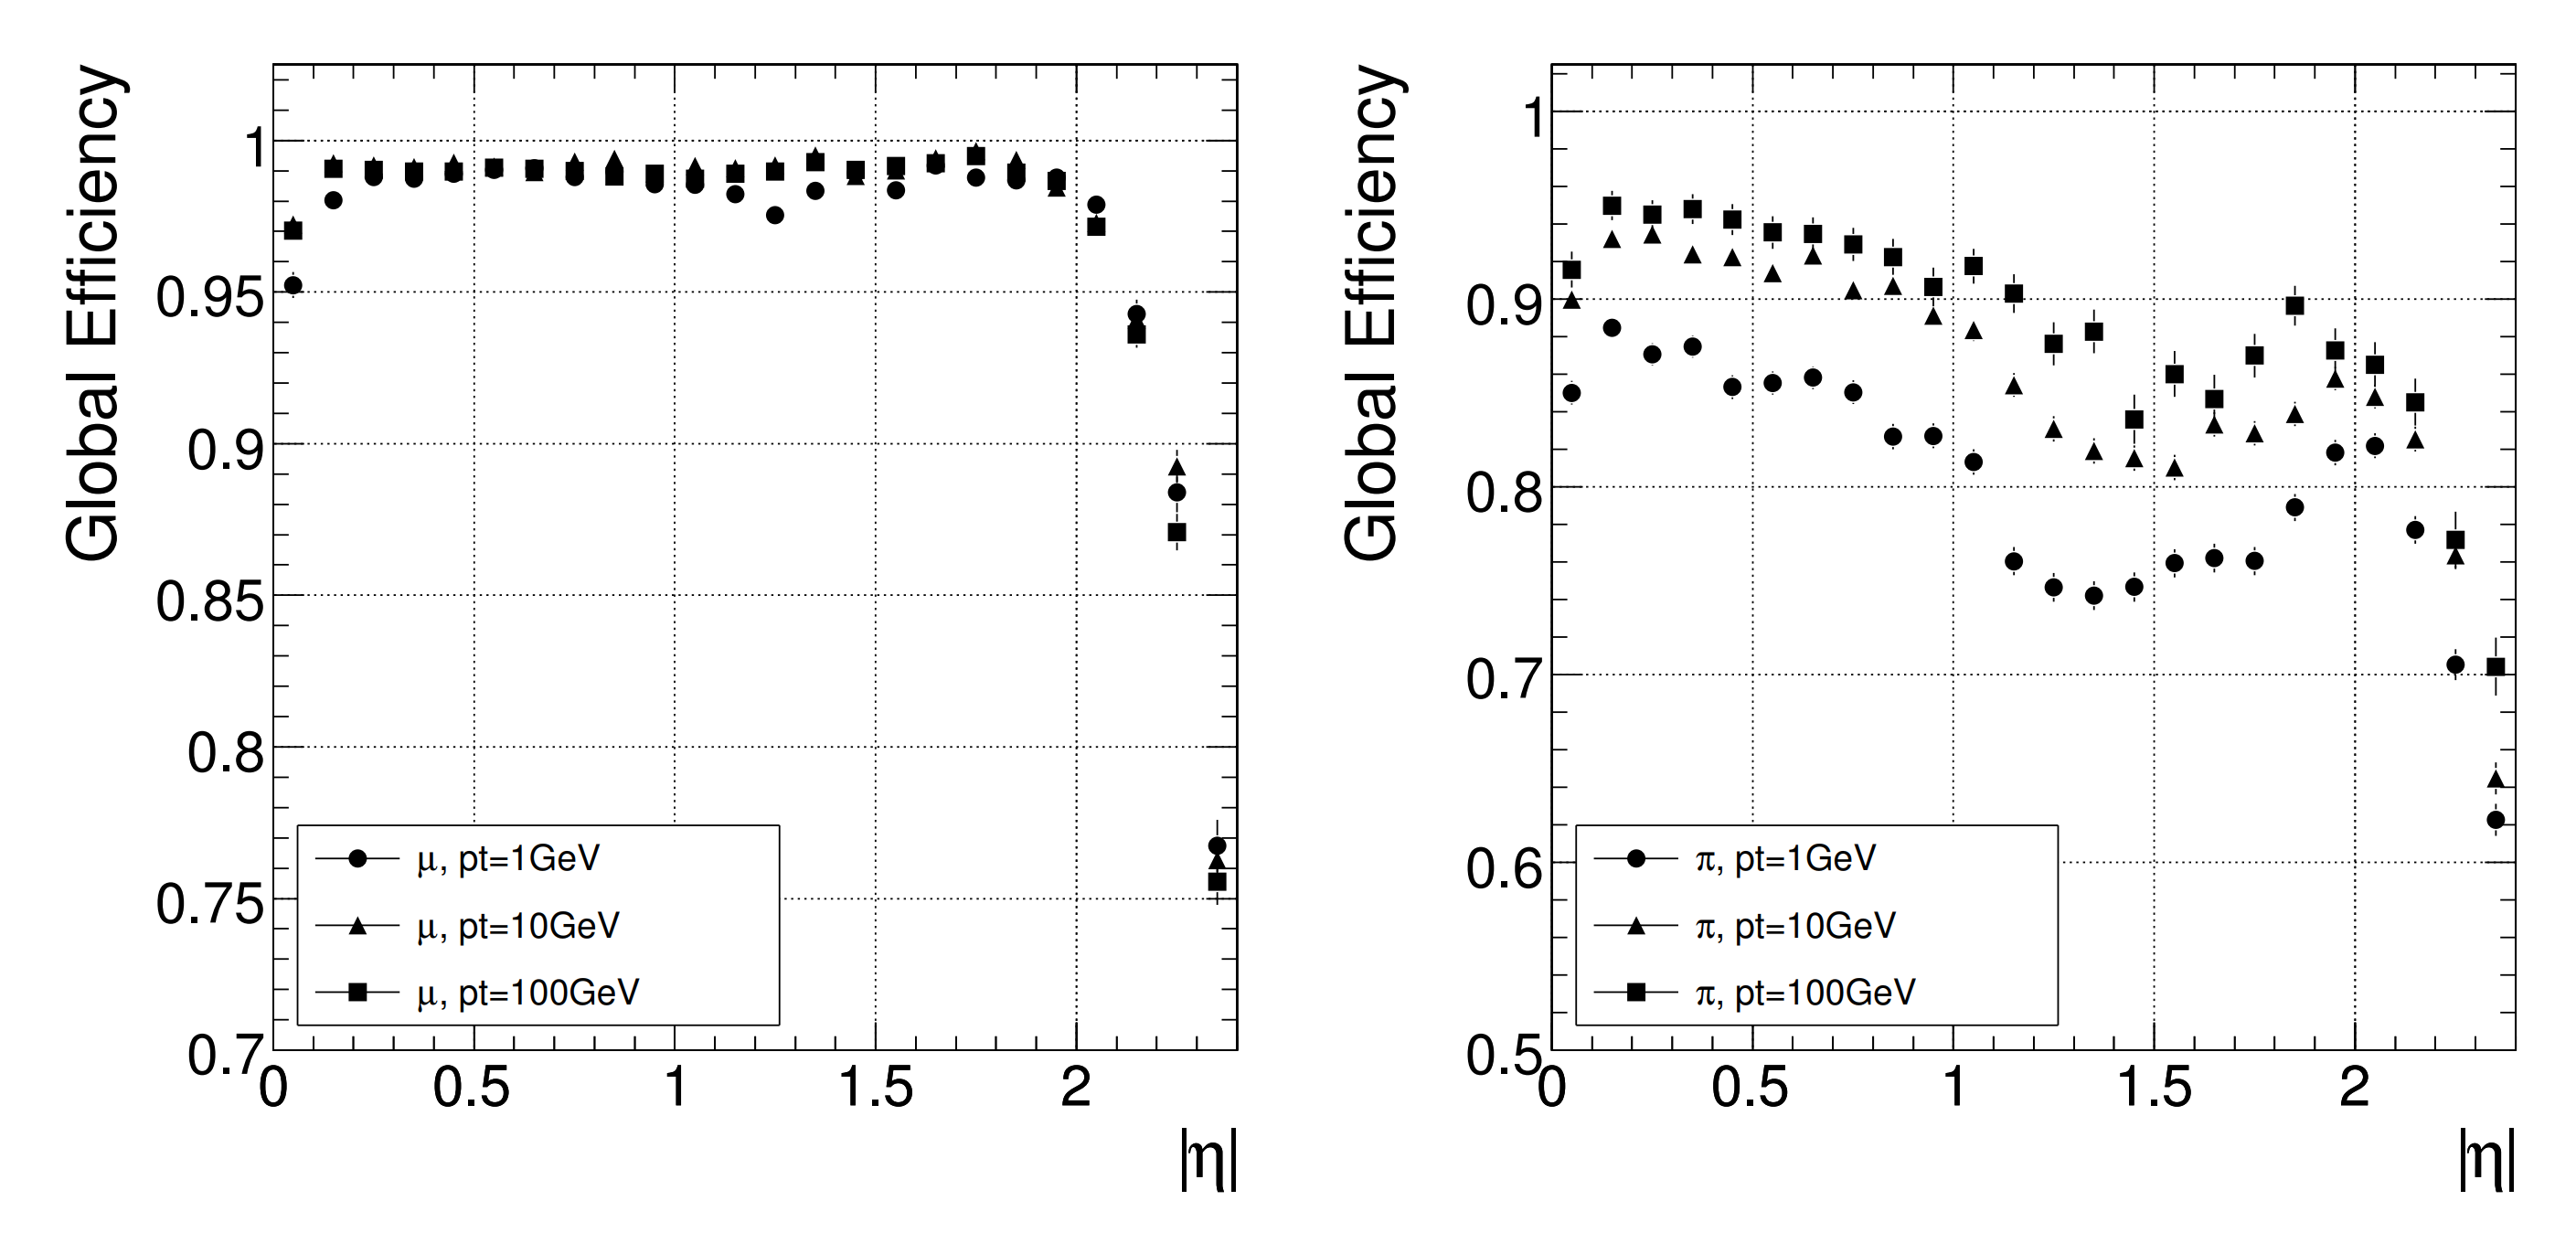 Global Efficiency
1
0.95
0.9
0.85
0.8
0.75
0.7
0 0.5 1 1.5 2
|η|
μ, pt=1GeV
μ, pt=10GeV
μ, pt=100GeV
Global Efficiency
1
0.9
0.8
0.7
0.6
0.5
0 0.5 1 1.5 2
|η|
π, pt=1GeV
π, pt=10GeV
π, pt=100GeV